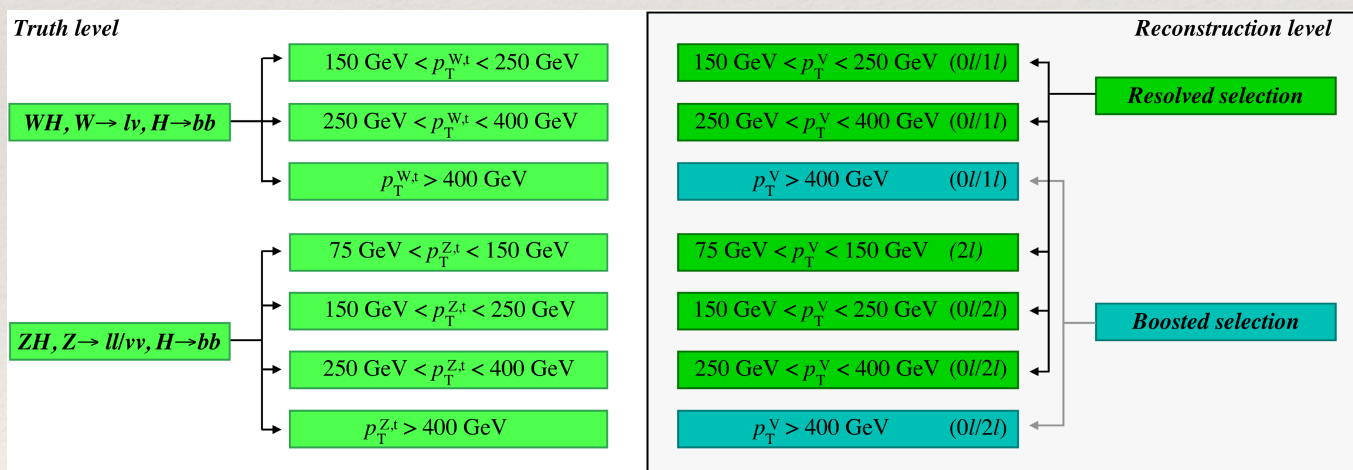 Truth level
WH, W→ lν, H→bb
150 GeV < p_T^{W,t} < 250 GeV
250 GeV < p_T^{W,t} < 400 GeV
p_T^{W,t} > 400 GeV
ZH, Z→ ll/νν, H→bb
75 GeV < p_T^{Z,t} < 150 GeV
150 GeV < p_T^{Z,t} < 250 GeV
250 GeV < p_T^{Z,t} < 400 GeV
p_T^{Z,t} > 400 GeV
Reconstruction level
150 GeV < p_T^V < 250 GeV (0l/1l)
250 GeV < p_T^V < 400 GeV (0l/1l)
p_T^V > 400 GeV (0l/1l)
75 GeV < p_T^V < 150 GeV (2l)
150 GeV < p_T^V < 250 GeV (0l/2l)
250 GeV < p_T^V < 400 GeV (0l/2l)
p_T^V > 400 GeV (0l/2l)
Resolved selection
Boosted selection